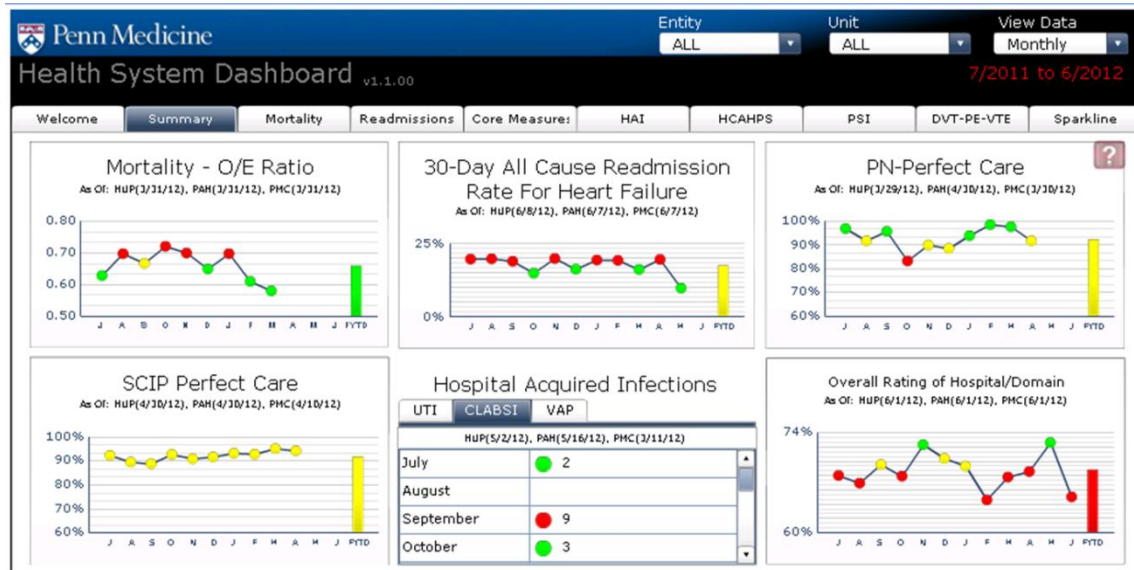 Penn Medicine
Entity Unit View Data
ALL ALL Monthly
Health System Dashboard v1.1.00
7/2011 to 6/2012
Welcome Summary Mortality Readmissions Core Measures HAI HCAHPS PSI DVT-PE-VTE Sparkline
Mortality - O/E Ratio
As Of: HUP(3/31/12), PAH(3/31/12), PMC(3/31/12)
0.80
0.70
0.60
0.50
J A S O N D J F M A M J FYTD
30-Day All Cause Readmission
Rate For Heart Failure
As Of: HUP(6/8/12), PAH(6/7/12), PMC(6/7/12)
25%
0%
J A S O N D J F M A M J FYTD
?
PN-Perfect Care
As Of: HUP(3/29/12), PAH(4/30/12), PMC(3/30/12)
100%
90%
80%
70%
60%
J A S O N D J F M A M J FYTD
SCIP Perfect Care
As Of: HUP(4/30/12), PAH(4/30/12), PMC(4/10/12)
100%
90%
80%
70%
60%
J A S O N D J F M A M J FYTD
Hospital Acquired Infections
UTI CLABSI VAP
HUP(5/2/12), PAH(5/16/12), PMC(3/11/12)
July 2
August
September 9
October 3
Overall Rating of Hospital/Domain
As Of: HUP(6/1/12), PAH(6/1/12), PMC(6/1/12)
74%
60%
J A S O N D J F M A M J FYTD